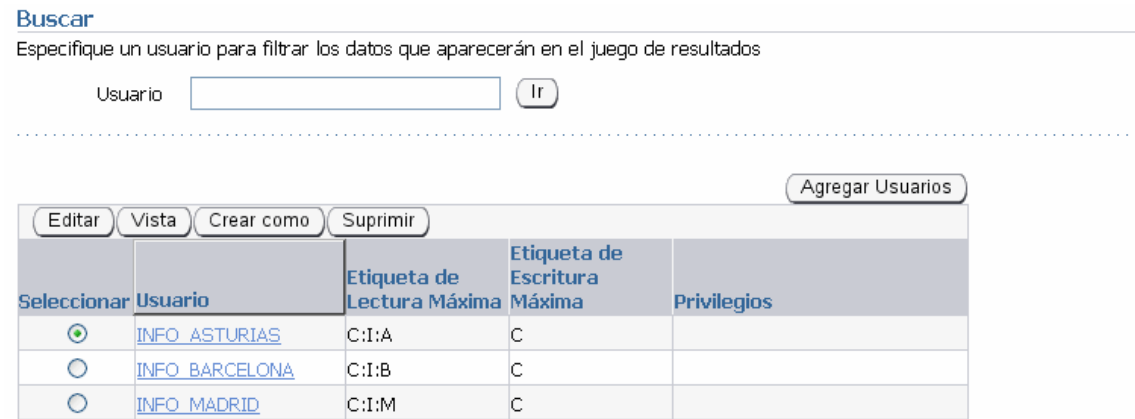 Buscar
Especifique un usuario para filtrar los datos que aparecerán en el juego de resultados
Usuario Ir
Agregar Usuarios
Editar Vista Crear como Suprimir
Seleccionar Usuario Etiqueta de Lectura Máxima Etiqueta de Escritura Máxima Privilegios
INFO_ASTURIAS C:I:A C
INFO_BARCELONA C:I:B C
INFO_MADRID C:I:M C